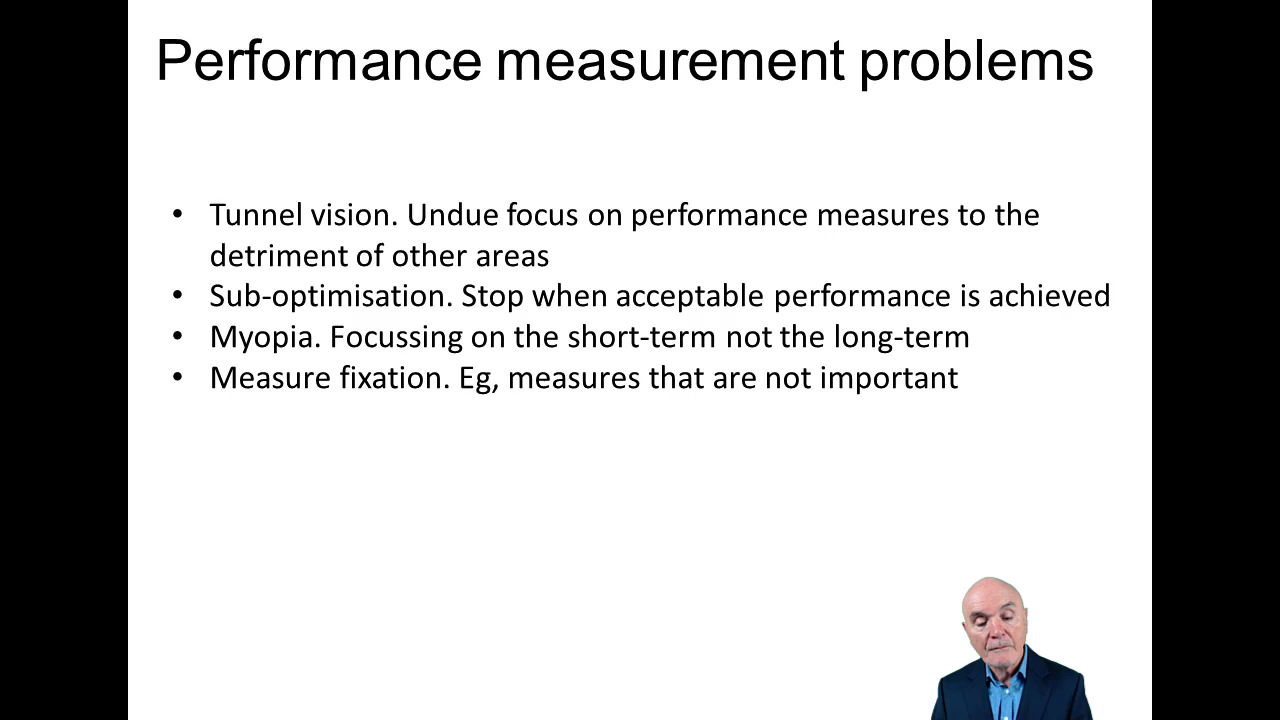 Performance measurement problems
• Tunnel vision. Undue focus on performance measures to the
detriment of other areas
• Sub-optimisation. Stop when acceptable performance is achieved
• Myopia. Focussing on the short-term not the long-term
• Measure fixation. Eg, measures that are not important